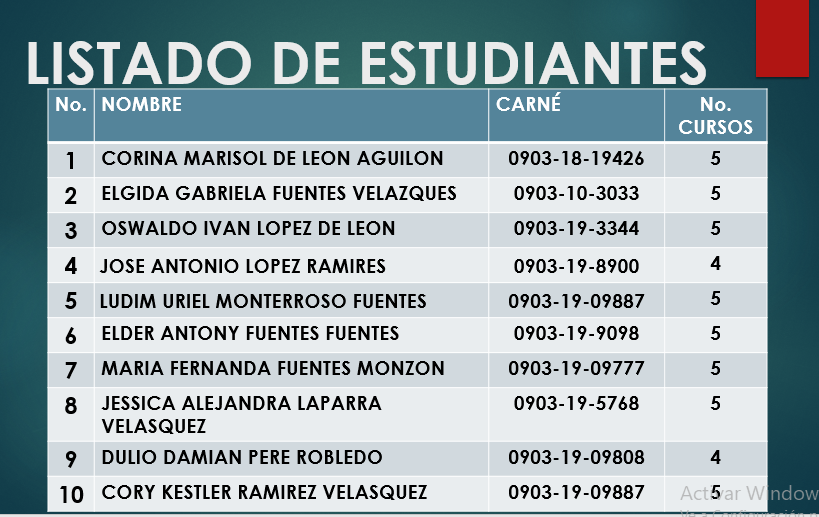 LISTADO DE ESTUDIANTES
No. NOMBRE CARNÉ No. CURSOS
1 CORINA MARISOL DE LEON AGUILON 0903-18-19426 5
2 ELGIDA GABRIELA FUENTES VELAZQUES 0903-10-3033 5
3 OSWALDO IVAN LOPEZ DE LEON 0903-19-3344 5
4 JOSE ANTONIO LOPEZ RAMIRES 0903-19-8900 4
5 LUDIM URIEL MONTERROSO FUENTES 0903-19-09887 5
6 ELDER ANTONY FUENTES FUENTES 0903-19-9098 5
7 MARIA FERNANDA FUENTES MONZON 0903-19-09777 5
8 JESSICA ALEJANDRA LAPARRA 0903-19-5768 5
VELASQUEZ
9 DULIO DAMIAN PERE ROBLEDO 0903-19-09808 4
10 CORY KESTLER RAMIREZ VELASQUEZ 0903-19-09887 5
Activar Window